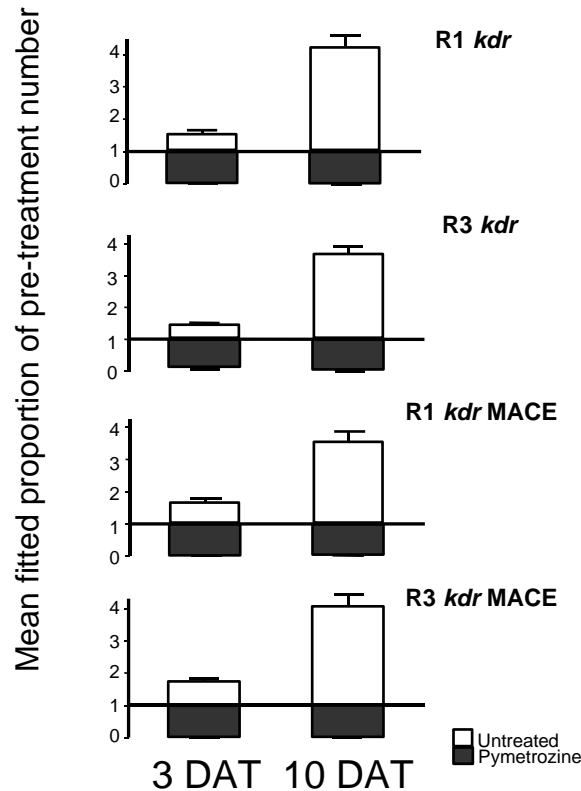 Mean fitted proportion of pre-treatment number
R1 kdr
4
3
2
1
0
R3 kdr
4
3
2
1
0
R1 kdr MACE
4
3
2
1
0
R3 kdr MACE
4
3
2
1
0
3 DAT 10 DAT
Untreated
Pymetrozine